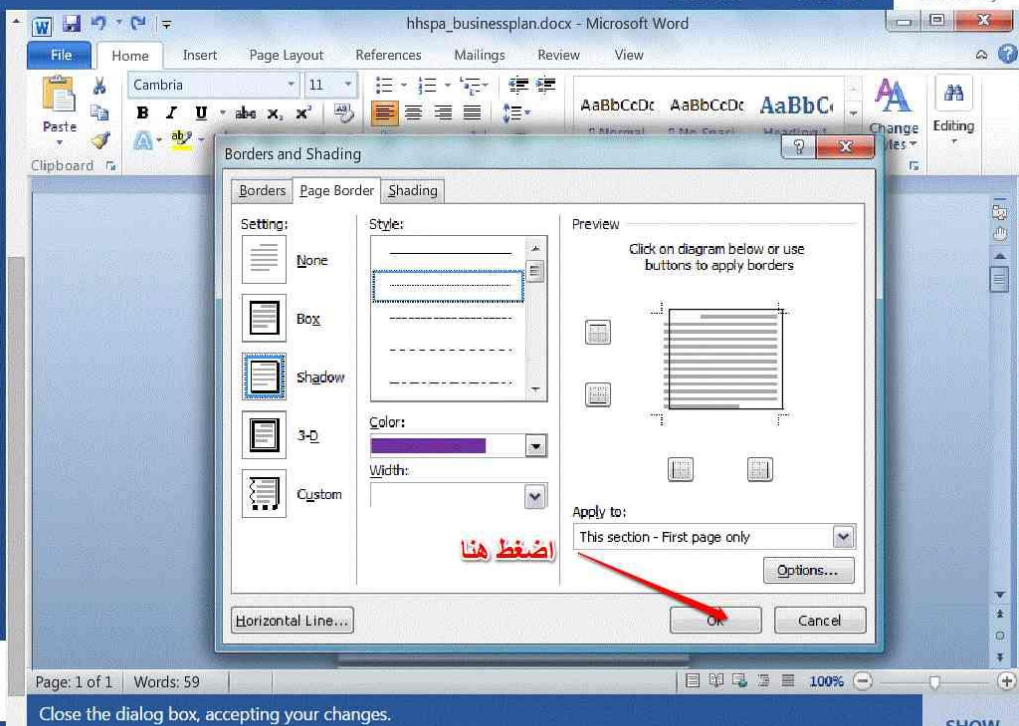 hhspa_businessplan.docx - Microsoft Word
File Home Insert Page Layout References Mailings Review View
Cambria 11
B I U abc x₂ x²
Paste
Clipboard
AaBbCcDc AaBbCcDc AaBbC
Change
Editing
Borders and Shading
Borders Page Border Shading
Setting:
None
Box
Shadow
3-D
Custom
Style:
Color:
Width:
Preview
Click on diagram below or use
buttons to apply borders
Apply to:
This section - First page only
Options...
اضغط هنا
Horizontal Line...
OK
Cancel
Page: 1 of 1 Words: 59
100%
Close the dialog box, accepting your changes.
SHOW